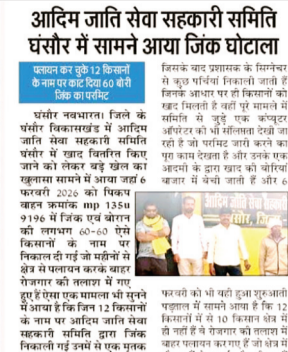 आदिम जाति सेवा सहकारी समिति
घंसौर में सामने आया जिंक घोटाला
पलायन कर चुके 12 किसानों
के नाम पर काट दिया 60 बोरी
जिंक का परमिट
घंसौर नवभारत। जिले के
घंसौर विकासखंड में आदिम
जाति सेवा सहकारी समिति
घंसौर में खाद वितरित किए
जाने को लेकर बड़े खेल का
खुलासा सामने में आया जहां 6
फरवरी 2026 को पिकप
वाहन क्रमांक mp 135u
9196 में जिंक एवं बोरान
की लगभग 60-60 ऐसे
किसानों के नाम पर
निकाल दी गई जो महीनों से
क्षेत्र से पलायन करके बाहर
रोजगार की तलाश में गए
हुए हैं ऐसा एक मामला भी सुनने
में आया है कि जिन 12 किसानों
के नाम पर आदिम जाति सेवा
सहकारी समिति द्वारा जिंक
निकाली गई उनमें से एक मृतक
जिसके बाद प्रशासक के सिग्नेचर
से कुछ पर्चियां निकाली जाती हैं
जिनके आधार पर ही किसानों को
खाद मिलती है वहीं पूरे मामले में
समिति से जुड़े एक कंप्यूटर
ऑपरेटर की भी संलिप्तता देखी जा
रही है जो परमिट जारी करने का
पूरा काम देखता है और उनके एक
आदमी के द्वारा खाद की बोरियां
बाजार में बेची जाती हैं और 6
आदिम जाति सेवा
घंसौर, जिला
फरवरी को भी यही हुआ शुरुआती
पड़ताल में सामने आया है कि 12
किसानों में से 10 किसान क्षेत्र में
ही नहीं हैं वे रोजगार की तलाश में
बाहर पलायन कर गए हैं जो क्षेत्र में